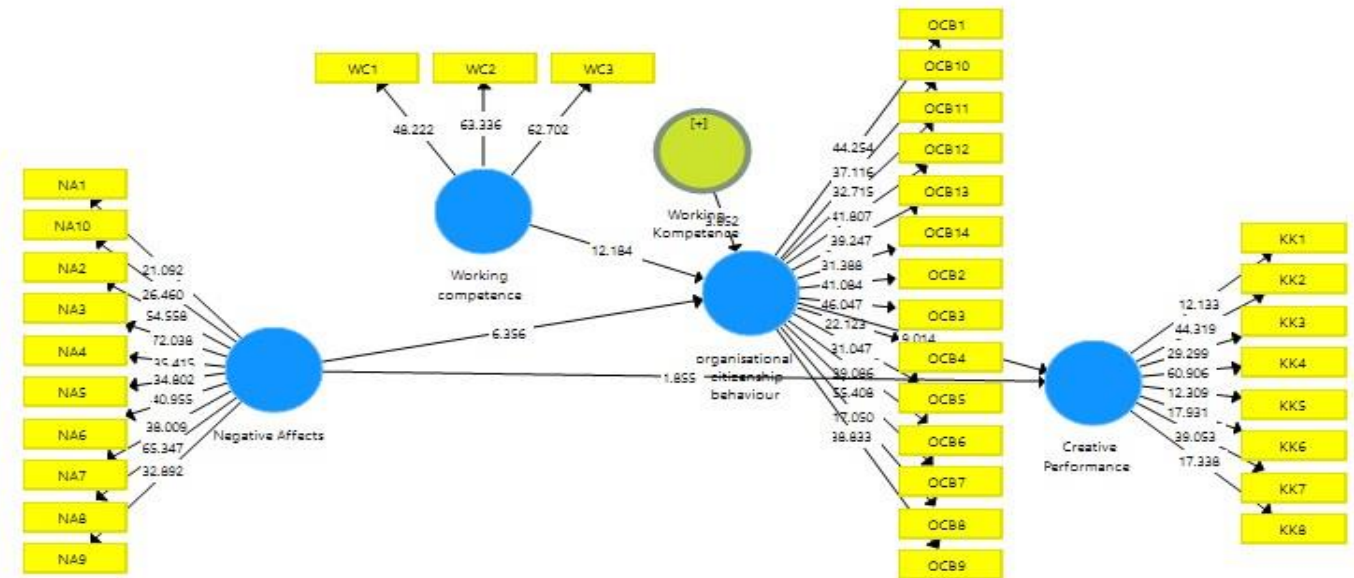 OCB1
OCB10
OCB11
OCB12
OCB13
OCB14
OCB2
OCB3
OCB4
OCB5
OCB6
OCB7
OCB8
OCB9
WC1
WC2
WC3
48.222
63.336
62.702
[+]
Working
Kompetence
3.852
Working
competence
12.184
NA1
NA10
NA2
NA3
NA4
NA5
NA6
NA7
NA8
NA9
21.092
26.460
54.558
72.038
35.415
34.802
40.955
38.009
65.347
32.892
Negative Affects
6.356
1.855
organisational
citizenship
behaviour
44.254
37.116
32.715
41.807
39.247
31.388
41.084
46.047
22.123
31.047
39.086
55.408
17.050
38.833
9.014
Creative
Performance
12.133
44.319
29.299
60.906
12.309
17.931
39.053
17.338
KK1
KK2
KK3
KK4
KK5
KK6
KK7
KK8